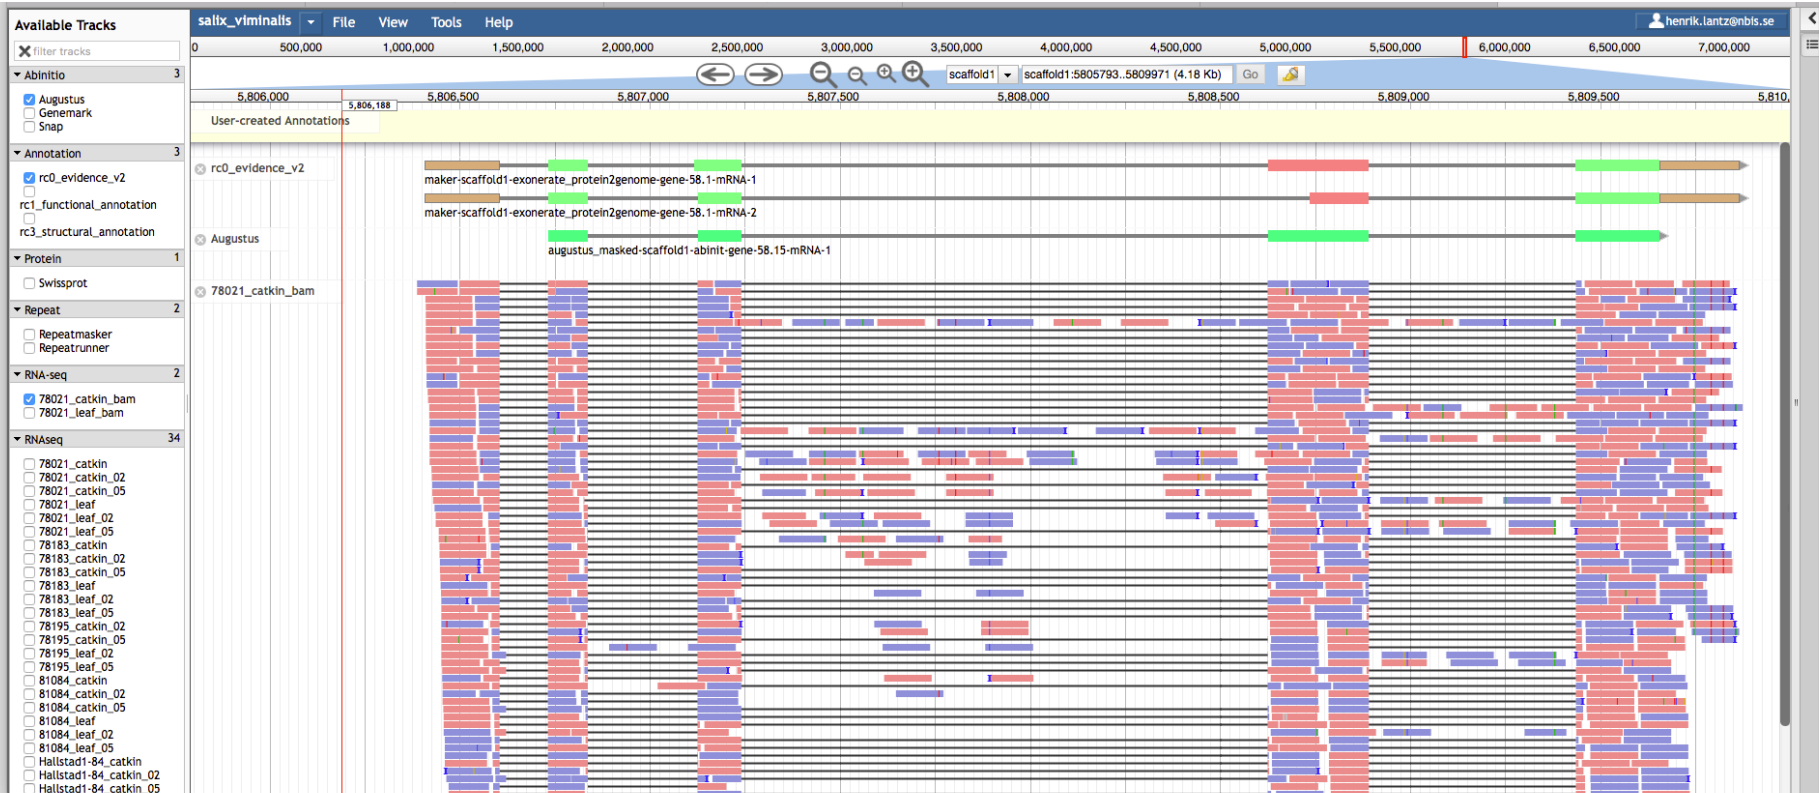 Available Tracks
filter tracks
Abinitio 3
Augustus
Genemark
Snap
Annotation 3
rc0_evidence_v2
rc1_functional_annotation
rc3_structural_annotation
Protein 1
Swissprot
Repeat 2
Repeatmasker
Repeatrunner
RNA-seq 2
78021_catkin_bam
78021_leaf_bam
RNAseq 34
78021_catkin
78021_catkin_02
78021_catkin_05
78021_leaf
78021_leaf_02
78021_leaf_05
78183_catkin
78183_catkin_02
78183_catkin_05
78183_leaf
78183_leaf_02
78183_leaf_05
78195_catkin_02
78195_catkin_05
78195_leaf_02
78195_leaf_05
81084_catkin
81084_catkin_02
81084_catkin_05
81084_leaf
81084_leaf_02
81084_leaf_05
Hallstad1-84_catkin
Hallstad1-84_catkin_02
Hallstad1-84_catkin_05
salix_viminalis File View Tools Help henrik.lantz@nbis.se
0 500,000 1,000,000 1,500,000 2,000,000 2,500,000 3,000,000 3,500,000 4,000,000 4,500,000 5,000,000 5,500,000 6,000,000 6,500,000 7,000,000
scaffold1 scaffold1:5805793..5809971 (4.18 Kb) Go
5,806,000 5,806,500 5,807,000 5,807,500 5,808,000 5,808,500 5,809,000 5,809,500 5,810,
5,806,188
User-created Annotations
rc0_evidence_v2
maker-scaffold1-exonerate_protein2genome-gene-58.1-mRNA-1
maker-scaffold1-exonerate_protein2genome-gene-58.1-mRNA-2
Augustus
augustus_masked-scaffold1-abinit-gene-58.15-mRNA-1
78021_catkin_bam